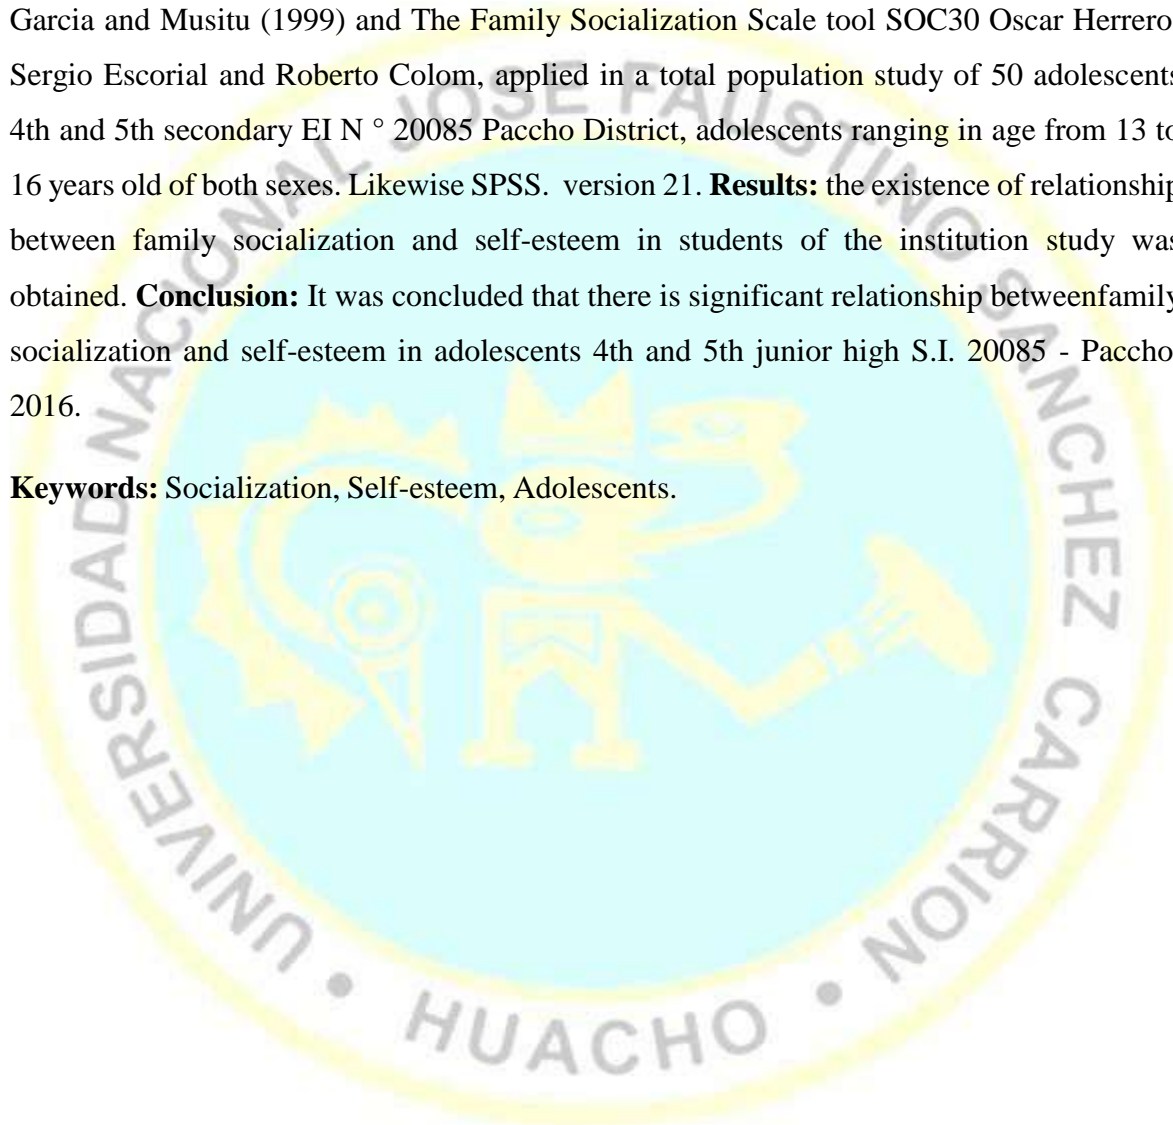 Garcia and Musitu (1999) and The Family Socialization Scale tool SOC30 Oscar Herrero
Sergio Escorial and Roberto Colom, applied in a total population study of 50 adolescents
4th and 5th secondary EI N ° 20085 Paccho District, adolescents ranging in age from 13 to
16 years old of both sexes. Likewise SPSS. version 21. Results: the existence of relationship
between family socialization and self-esteem in students of the institution study was
obtained. Conclusion: It was concluded that there is significant relationship betweenfamily
socialization and self-esteem in adolescents 4th and 5th junior high S.I. 20085 - Paccho
2016.
Keywords: Socialization, Self-esteem, Adolescents.
UNIVERSIDAD NACIONAL JOSE FAUSTINO SANCHEZ CARRION
• HUACHO •